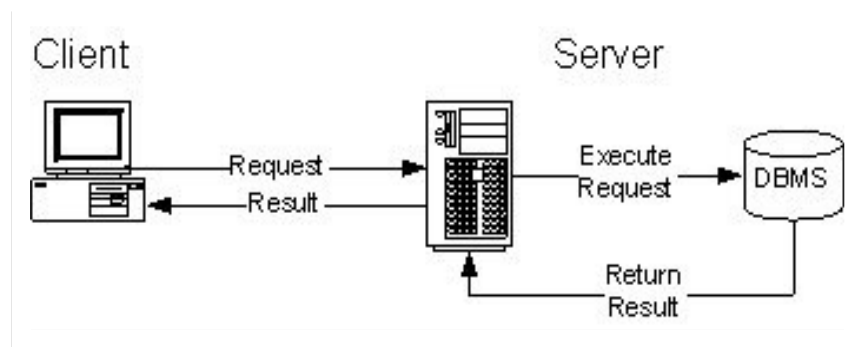 Client
Server
Request
Result
Execute
Request
DBMS
Return
Result